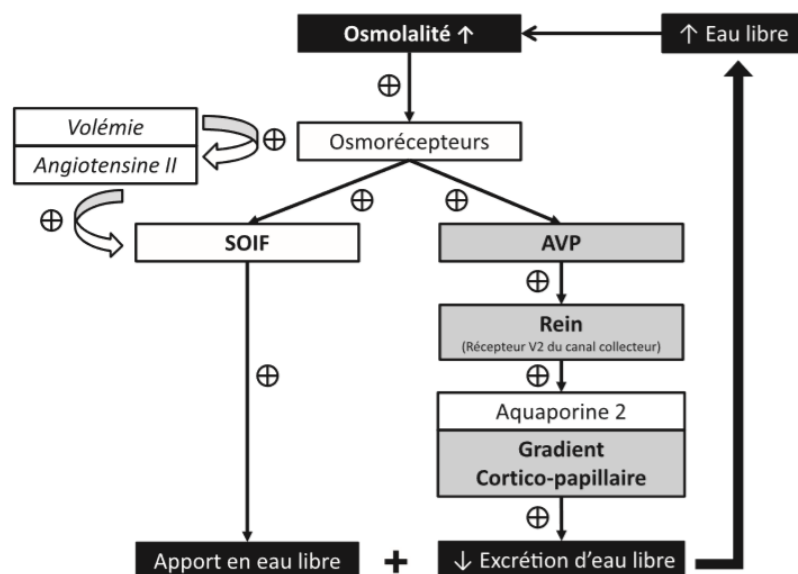 Osmolalité ↑
↑ Eau libre
⊕
Volémie
⊕
Osmorécepteurs
Angiotensine II
⊕
⊕
⊕
SOIF
AVP
⊕
Rein
(Récepteur V2 du canal collecteur)
⊕
⊕
Aquaporine 2
Gradient
Cortico-papillaire
⊕
Apport en eau libre
+
↓ Excrétion d'eau libre